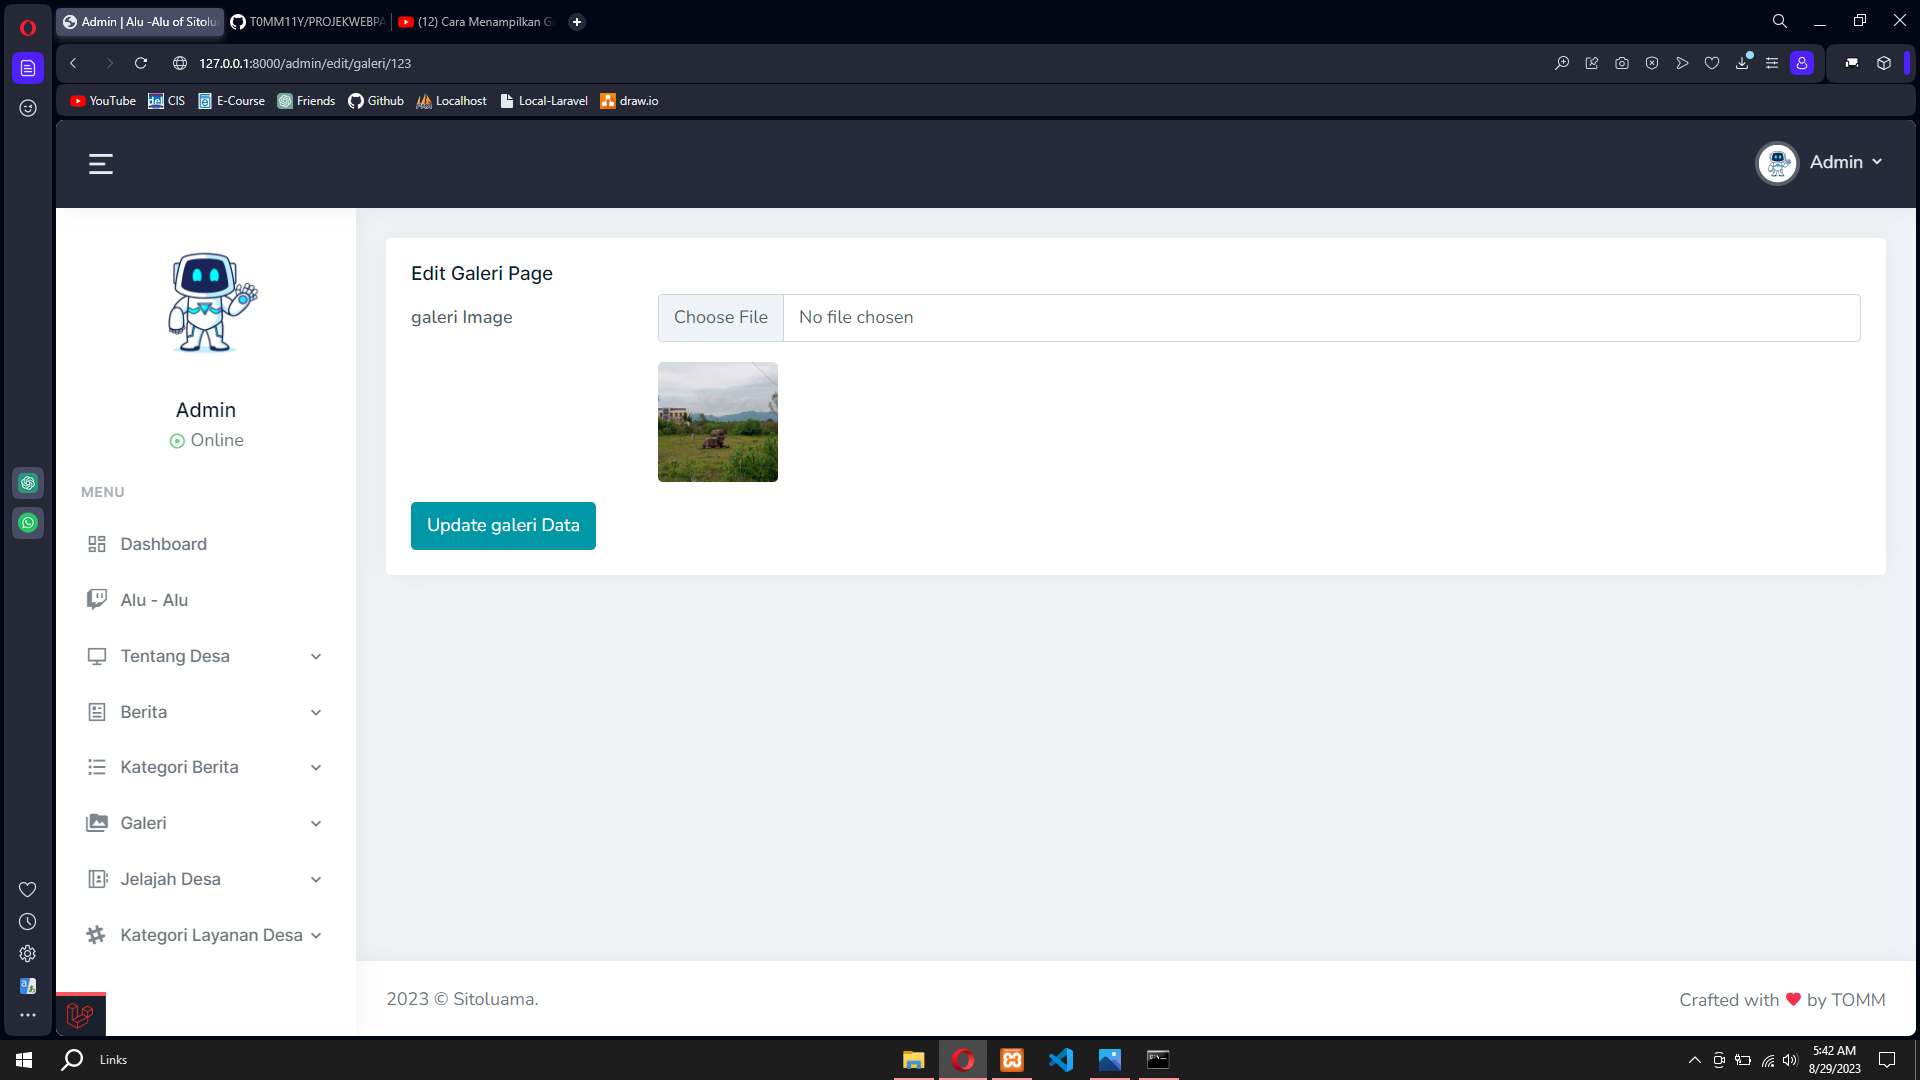 Admin | Alu -Alu of Sitolu
T0MM11Y/PROJEKWEBPA
(12) Cara Menampilkan G
127.0.0.1:8000/admin/edit/galeri/123
YouTube
del CIS
E-Course
Friends
Github
Localhost
Local-Laravel
draw.io
Admin
Admin
Online
MENU
Dashboard
Alu - Alu
Tentang Desa
Berita
Kategori Berita
Galeri
Jelajah Desa
Kategori Layanan Desa
Edit Galeri Page
galeri Image
Choose File
No file chosen
Update galeri Data
2023 © Sitoluama.
Crafted with ❤ by TOMM
Links
5:42 AM
8/29/2023